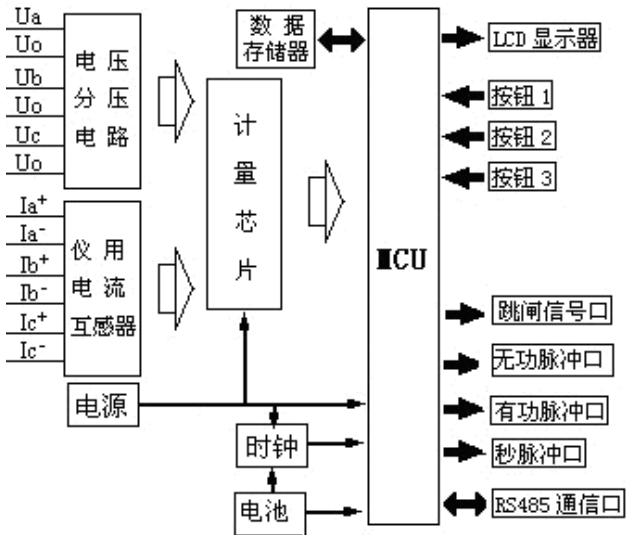 Ua
Uo
Ub
Uo
Uc
Uo
电压
分压
电路
Ia+
Ia-
Ib+
Ib-
Ic+
Ic-
仪用
电流
互感器
计
量
芯
片
数据
存储器
MCU
电源
时钟
电池
LCD 显示器
按钮 1
按钮 2
按钮 3
跳闸信号口
无功脉冲口
有功脉冲口
秒脉冲口
RS485 通信口